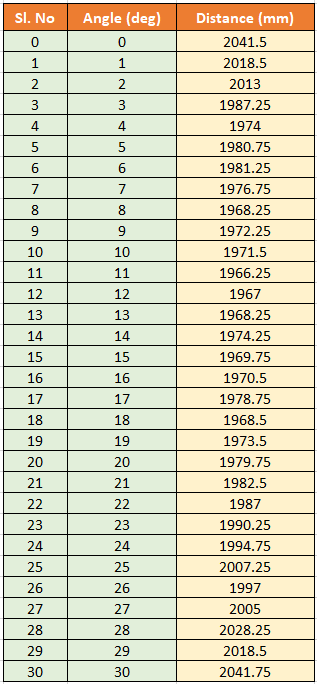 Sl. No Angle (deg) Distance (mm)
0 0 2041.5
1 1 2018.5
2 2 2013
3 3 1987.25
4 4 1974
5 5 1980.75
6 6 1981.25
7 7 1976.75
8 8 1968.25
9 9 1972.25
10 10 1971.5
11 11 1966.25
12 12 1967
13 13 1968.25
14 14 1974.25
15 15 1969.75
16 16 1970.5
17 17 1978.75
18 18 1968.5
19 19 1973.5
20 20 1979.75
21 21 1982.5
22 22 1987
23 23 1990.25
24 24 1994.75
25 25 2007.25
26 26 1997
27 27 2005
28 28 2028.25
29 29 2018.5
30 30 2041.75